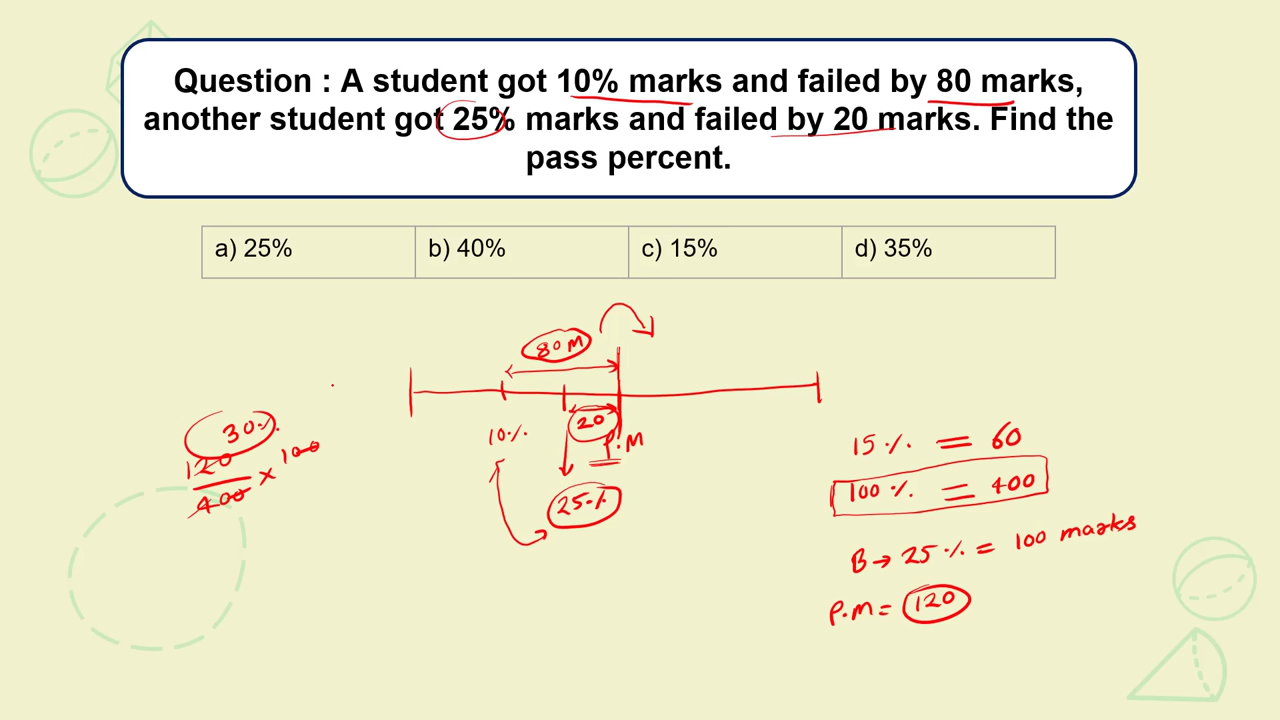 Question : A student got 10% marks and failed by 80 marks,
another student got 25% marks and failed by 20 marks. Find the
pass percent.
a) 25%
b) 40%
c) 15%
d) 35%
80 M
10%
20
P.M
25%
30%
120
400
× 100
15% = 60
100% = 400
B → 25% = 100 marks
P.M = 120